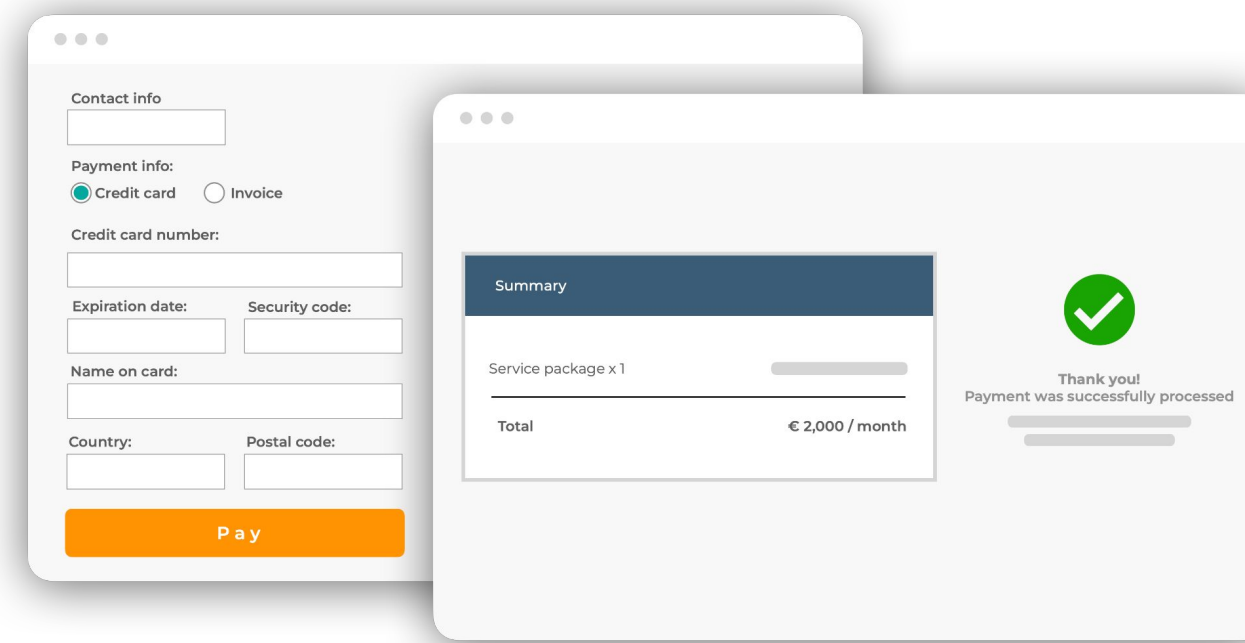 Contact info
Payment info:
Credit card Invoice
Credit card number:
Expiration date: Security code:
Name on card:
Country: Postal code:
Pay
Summary
Service package x 1
Total € 2,000 / month
Thank you!
Payment was successfully processed